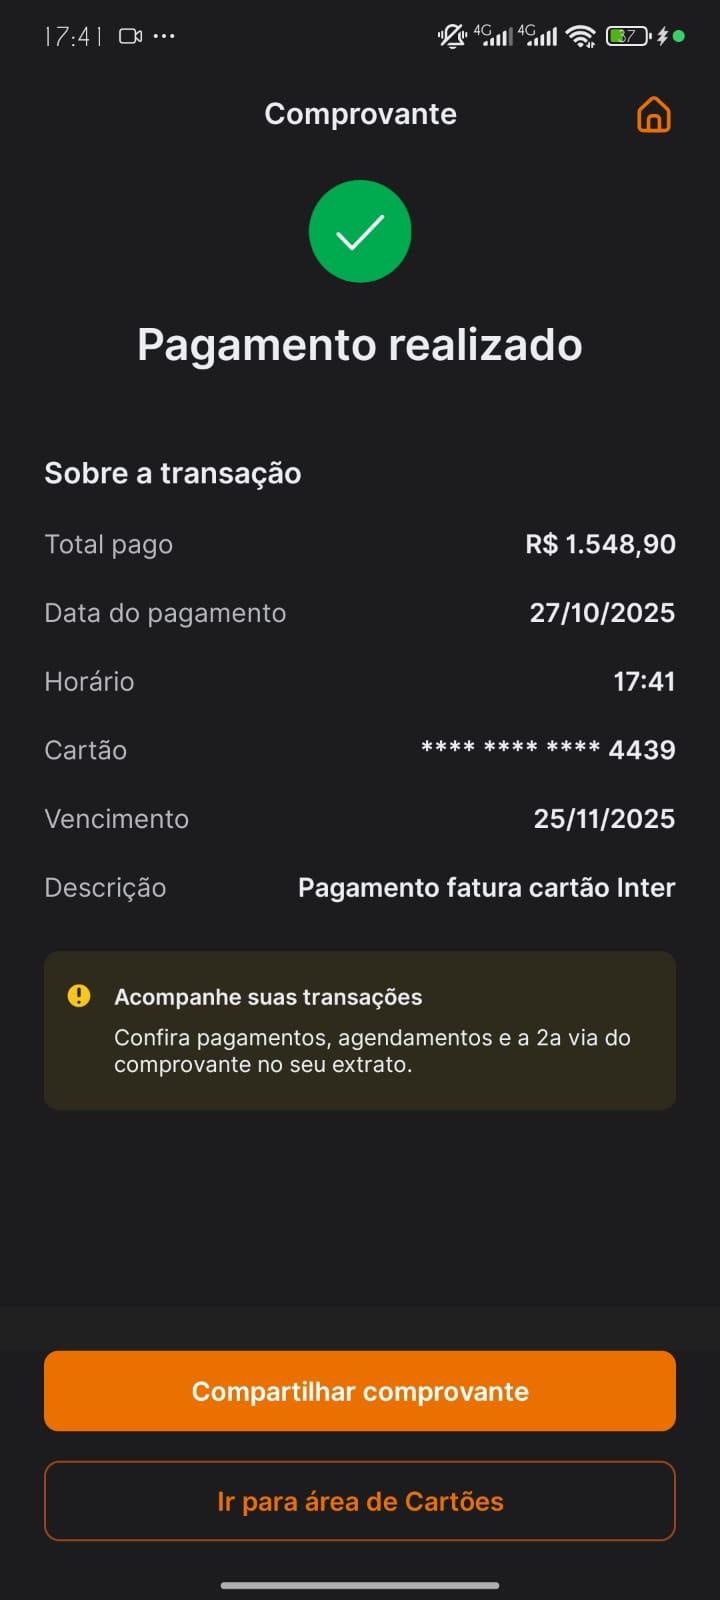 17:41
4G 4G 37
Comprovante
Pagamento realizado
Sobre a transação
Total pago R$ 1.548,90
Data do pagamento 27/10/2025
Horário 17:41
Cartão **** **** **** 4439
Vencimento 25/11/2025
Descrição Pagamento fatura cartão Inter
Acompanhe suas transações
Confira pagamentos, agendamentos e a 2a via do
comprovante no seu extrato.
Compartilhar comprovante
Ir para área de Cartões